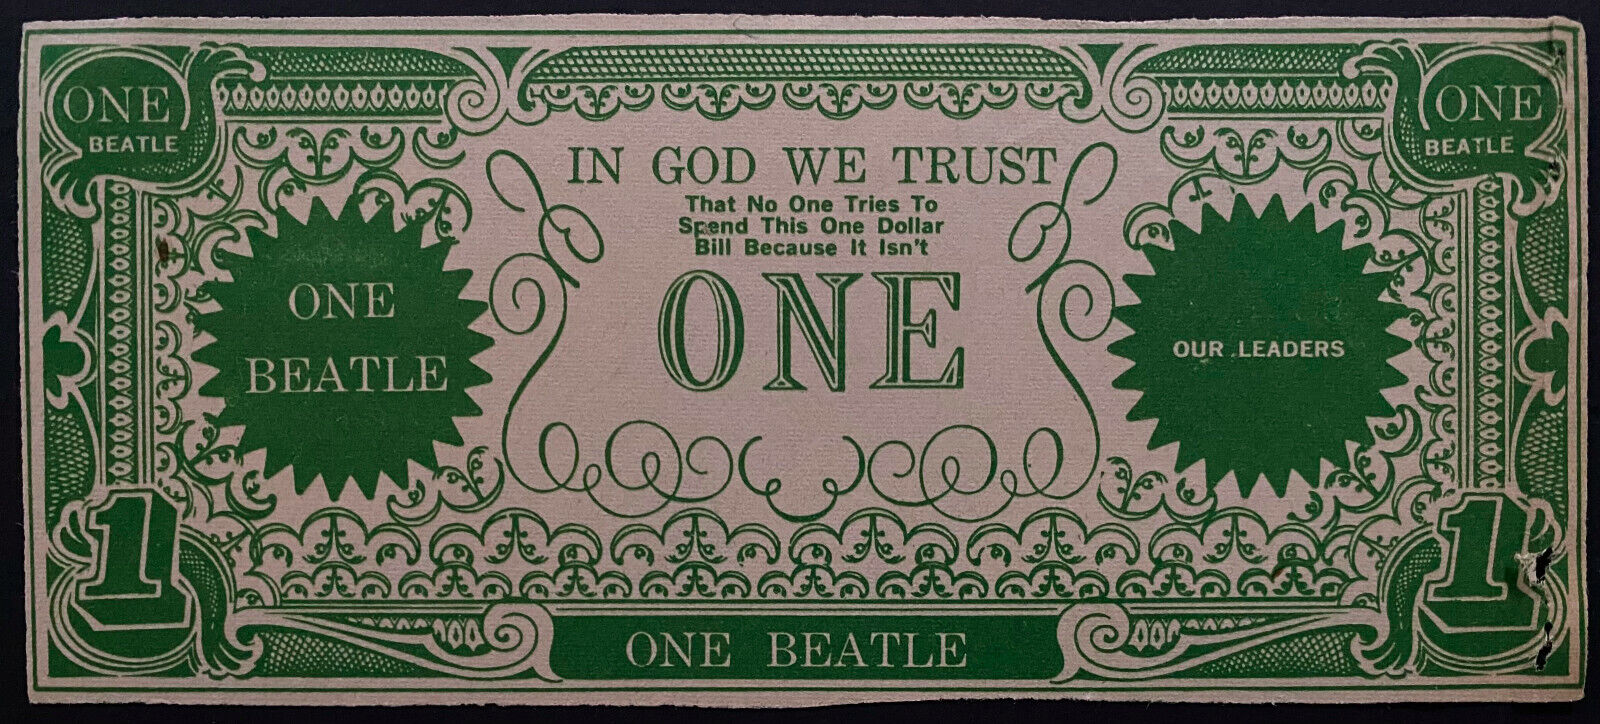 ONE
BEATLE
ONE
BEATLE
IN GOD WE TRUST
That No One Tries To
Spend This One Dollar
Bill Because It Isn't
ONE
ONE
BEATLE
OUR LEADERS
1
1
ONE BEATLE